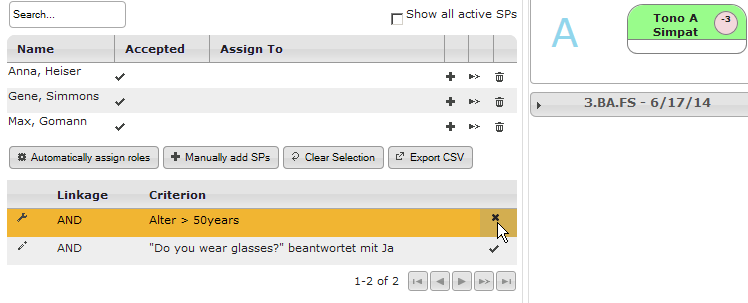 Search...
Show all active SPs
Name Accepted Assign To
Anna, Heiser
Gene, Simmons
Max, Gomann
Automatically assign roles Manually add SPs Clear Selection Export CSV
Linkage Criterion
AND Alter > 50years
AND "Do you wear glasses?" beantwortet mit Ja
1-2 of 2
A
Tono A
Simpat
-3
3.BA.FS - 6/17/14